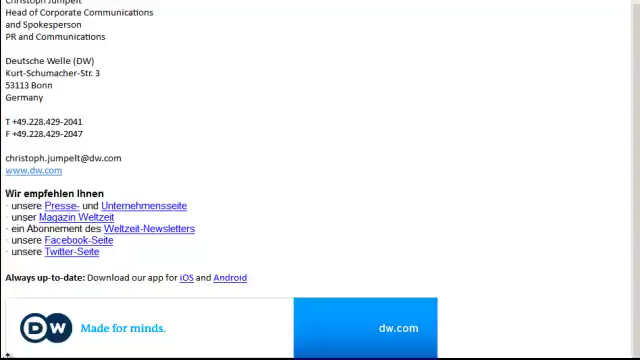 Christoph Jumpelt
Head of Corporate Communications
and Spokesperson
PR and Communications
Deutsche Welle (DW)
Kurt-Schumacher-Str. 3
53113 Bonn
Germany
T +49.228.429-2041
F +49.228.429-2047
christoph.jumpelt@dw.com
www.dw.com
Wir empfehlen Ihnen
· unsere Presse- und Unternehmensseite
· unser Magazin Weltzeit
· ein Abonnement des Weltzeit-Newsletters
· unsere Facebook-Seite
· unsere Twitter-Seite
Always up-to-date: Download our app for iOS and Android
DW Made for minds. dw.com